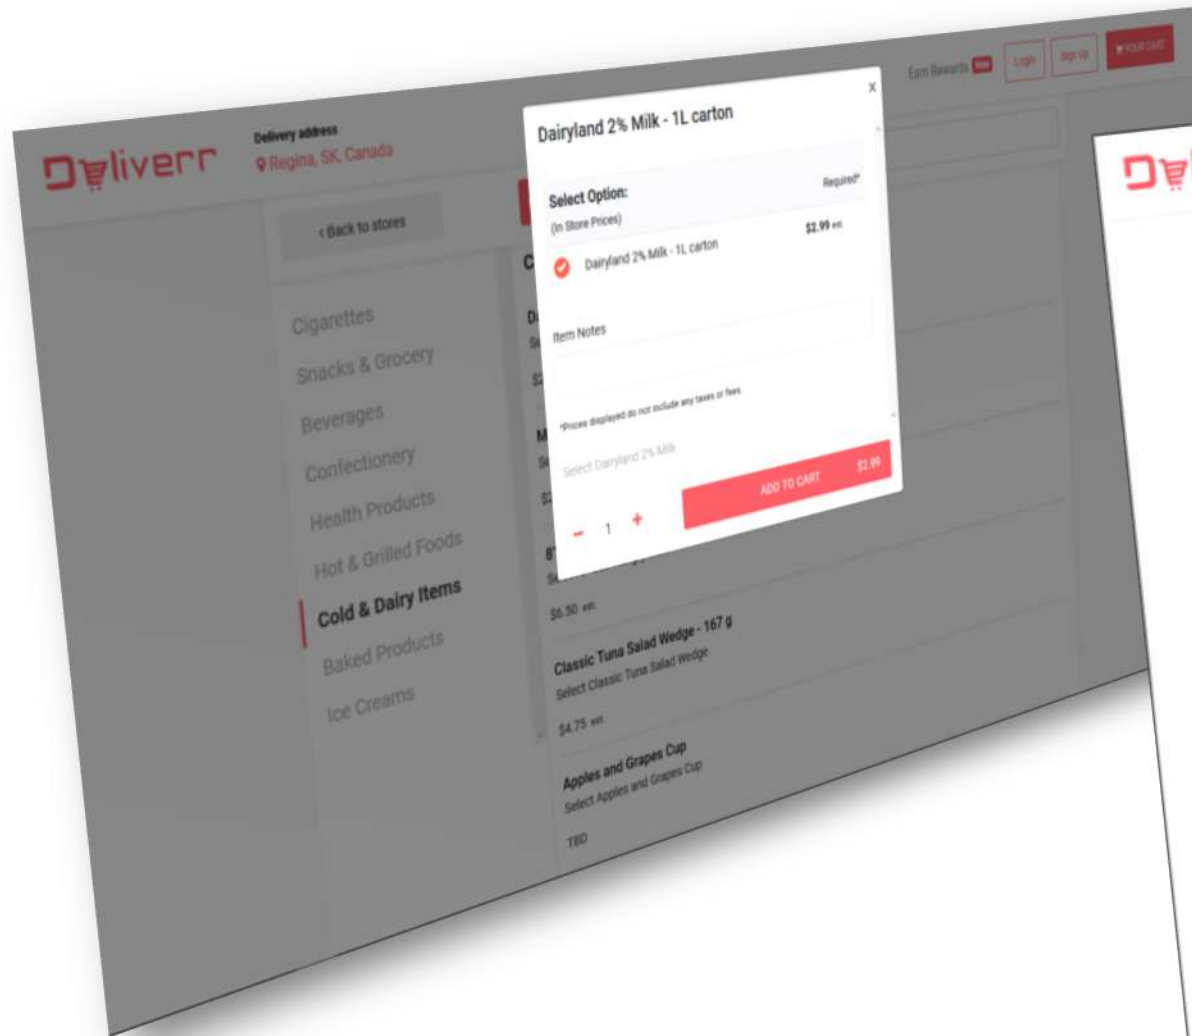 Deliverr
Delivery address
Regina, SK, Canada
Earn Rewards Now
Login
Sign Up
YOUR CART
< Back to stores
Cigarettes
Snacks & Grocery
Beverages
Confectionery
Health Products
Hot & Grilled Foods
Cold & Dairy Items
Baked Products
Ice Creams
Dairyland 2% Milk - 1L carton
X
Select Option:
Required*
(In Store Prices)
Dairyland 2% Milk - 1L carton
$2.99 est.
Item Notes
*Prices displayed do not include any taxes or fees.
Select Dairyland 2% Milk
- 1 +
ADD TO CART $2.99
$6.50 est.
Classic Tuna Salad Wedge - 167 g
Select Classic Tuna Salad Wedge
$4.75 est.
Apples and Grapes Cup
Select Apples and Grapes Cup
TBD